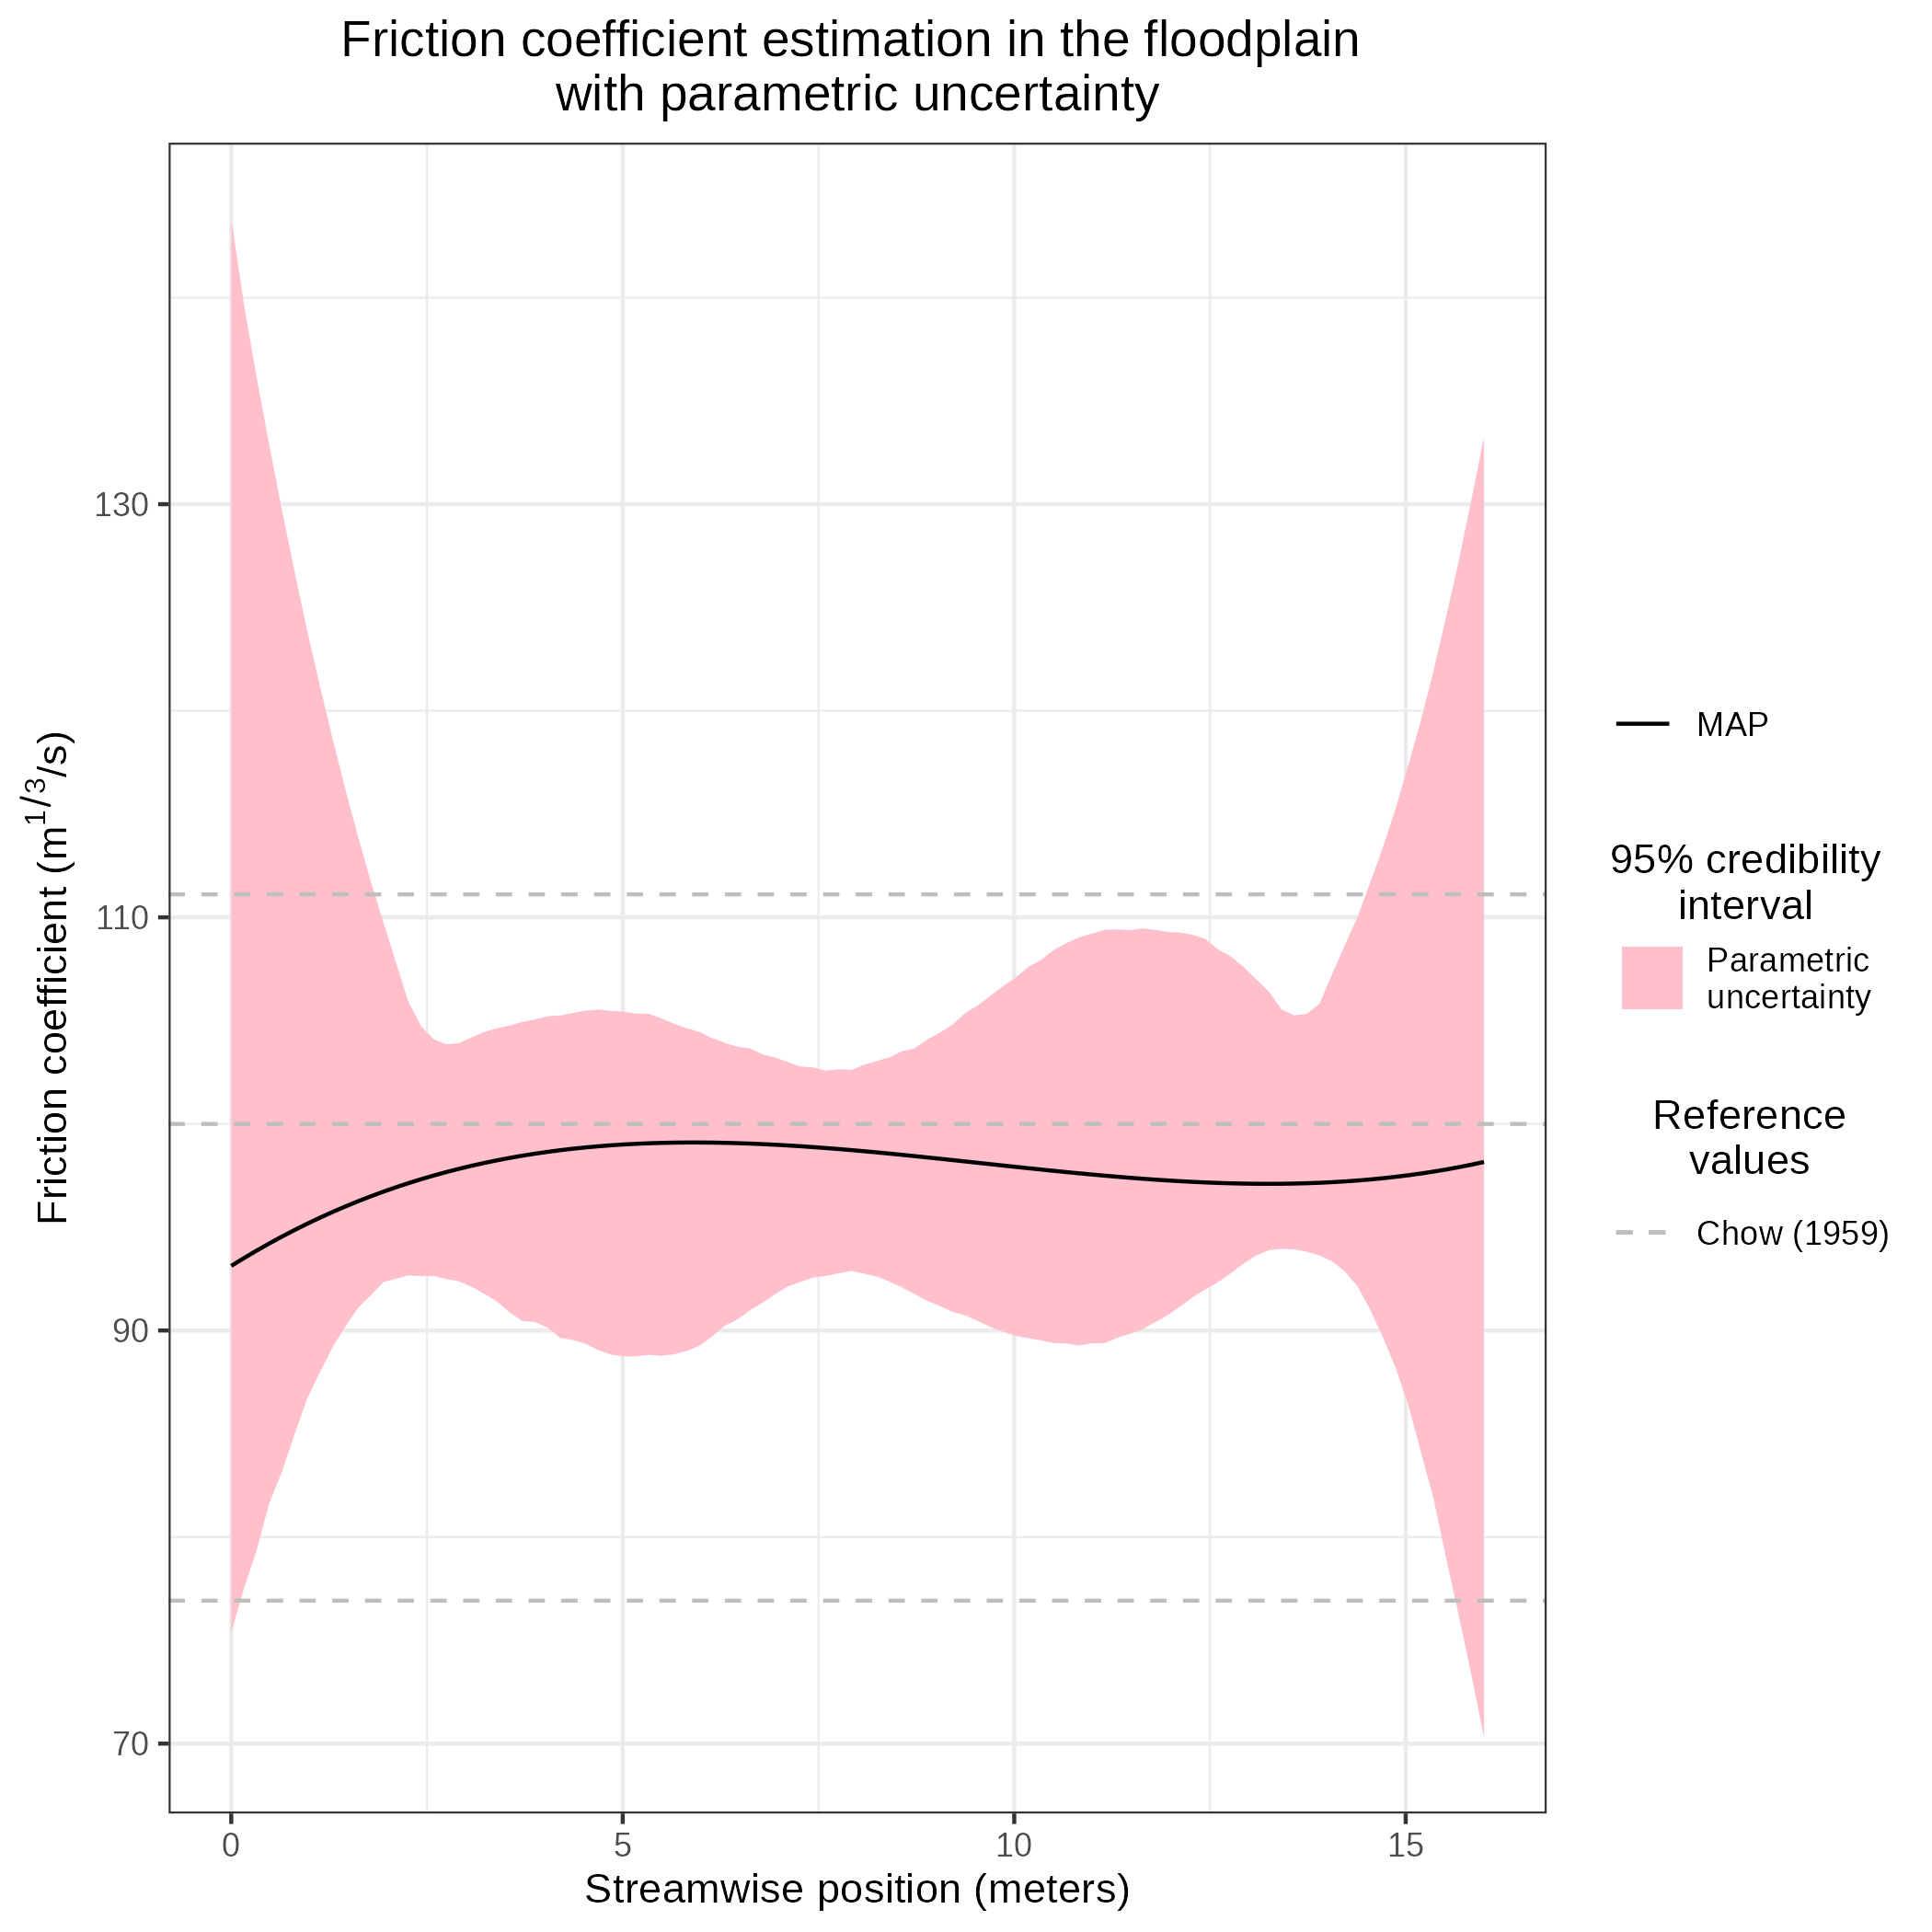 Friction coefficient estimation in the floodplain
with parametric uncertainty
Friction coefficient (m^1/3/s)
130
110
90
70
0 5 10 15
Streamwise position (meters)
MAP
95% credibility
interval
Parametric
uncertainty
Reference
values
Chow (1959)